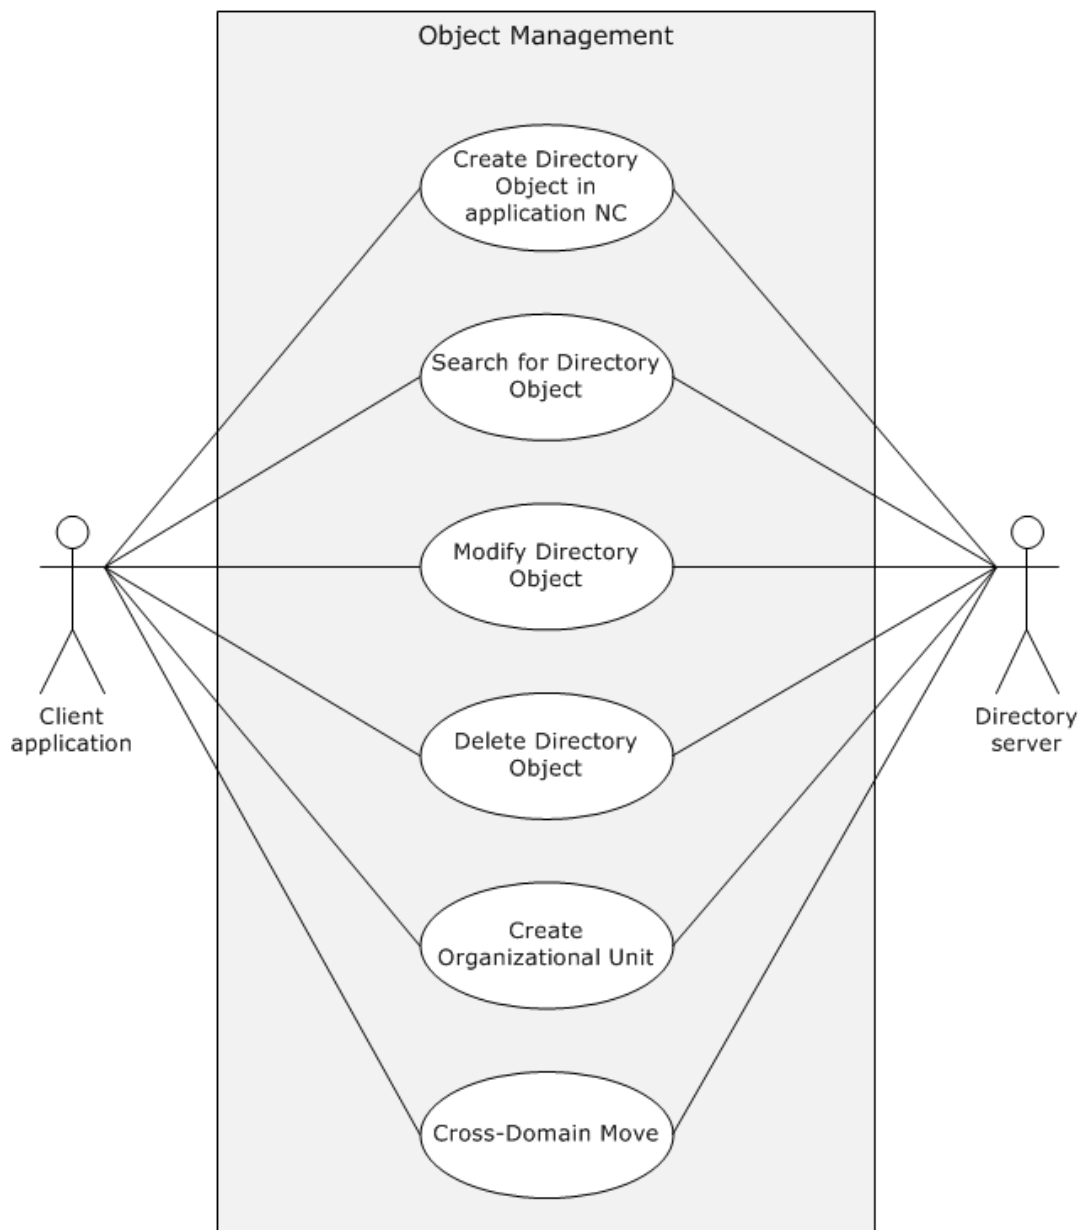 Object Management
Create Directory
Object in
application NC
Search for Directory
Object
Modify Directory
Object
Client
application
Directory
server
Delete Directory
Object
Create
Organizational Unit
Cross-Domain Move